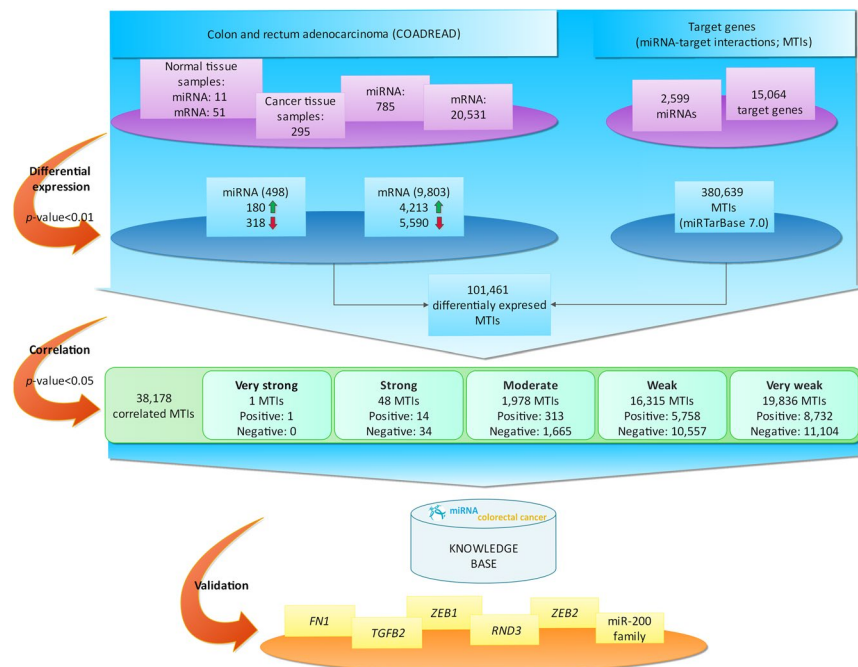 Colon and rectum adenocarcinoma (COADREAD)
Target genes
(miRNA-target interactions; MTIs)
Normal tissue
samples:
miRNA: 11
mRNA: 51
Cancer tissue
samples:
295
miRNA:
785
mRNA:
20,531
2,599
miRNAs
15,064
target genes
Differential
expression
p-value<0.01
miRNA (498)
180
318
mRNA (9,803)
4,213
5,590
380,639
MTIs
(miRTarBase 7.0)
101,461
differentialy expresed
MTIs
Correlation
p-value<0.05
38,178
correlated MTIs
Very strong
1 MTIs
Positive: 1
Negative: 0
Strong
48 MTIs
Positive: 14
Negative: 34
Moderate
1,978 MTIs
Positive: 313
Negative: 1,665
Weak
16,315 MTIs
Positive: 5,758
Negative: 10,557
Very weak
19,836 MTIs
Positive: 8,732
Negative: 11,104
miRNA
colorectal cancer
KNOWLEDGE
BASE
Validation
FN1
TGFB2
ZEB1
RND3
ZEB2
miR-200
family